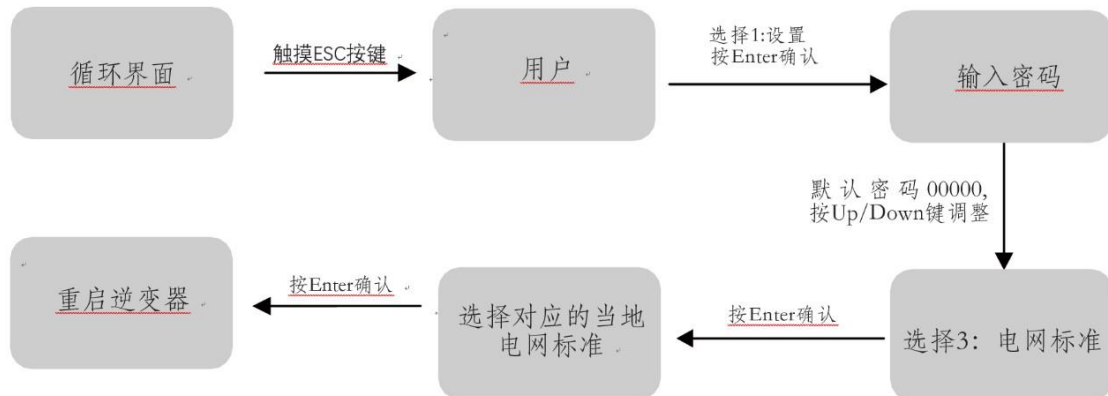 循环界面
触摸ESC按键
用户
选择1:设置
按Enter确认
输入密码
默认密码00000,
按Up/Down键调整
选择3：电网标准
按Enter确认
选择对应的当地
电网标准
按Enter确认
重启逆变器